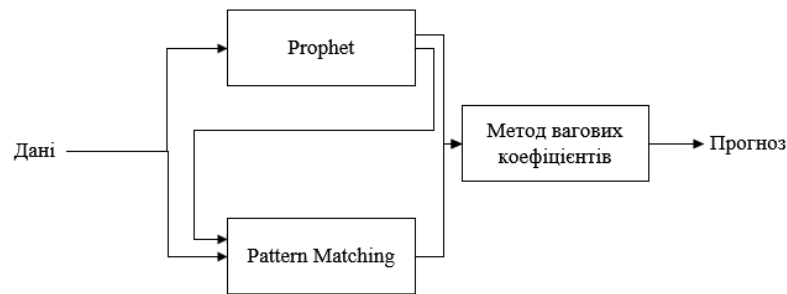 Prophet
Дані
Метод вагових
коефіцієнтів
Прогноз
Pattern Matching